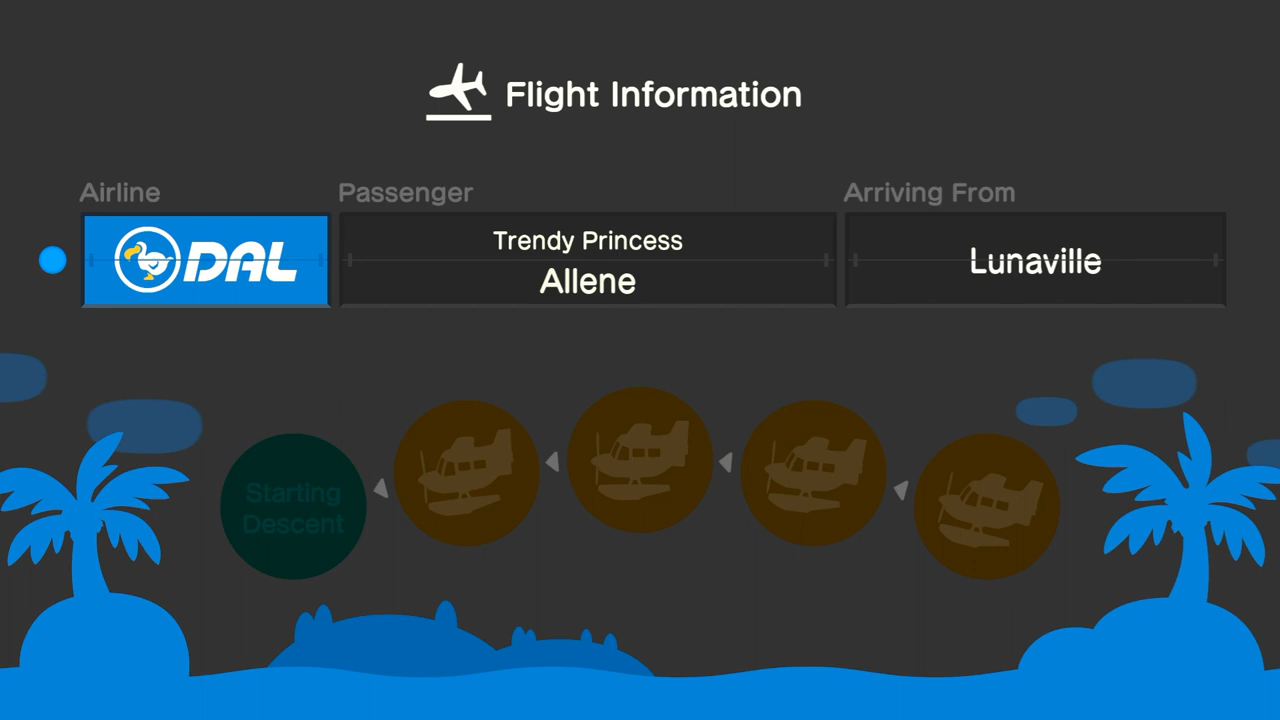 Flight Information
Airline
Passenger
Arriving From
DAL
Trendy Princess
Allene
Lunaville
Starting
Descent